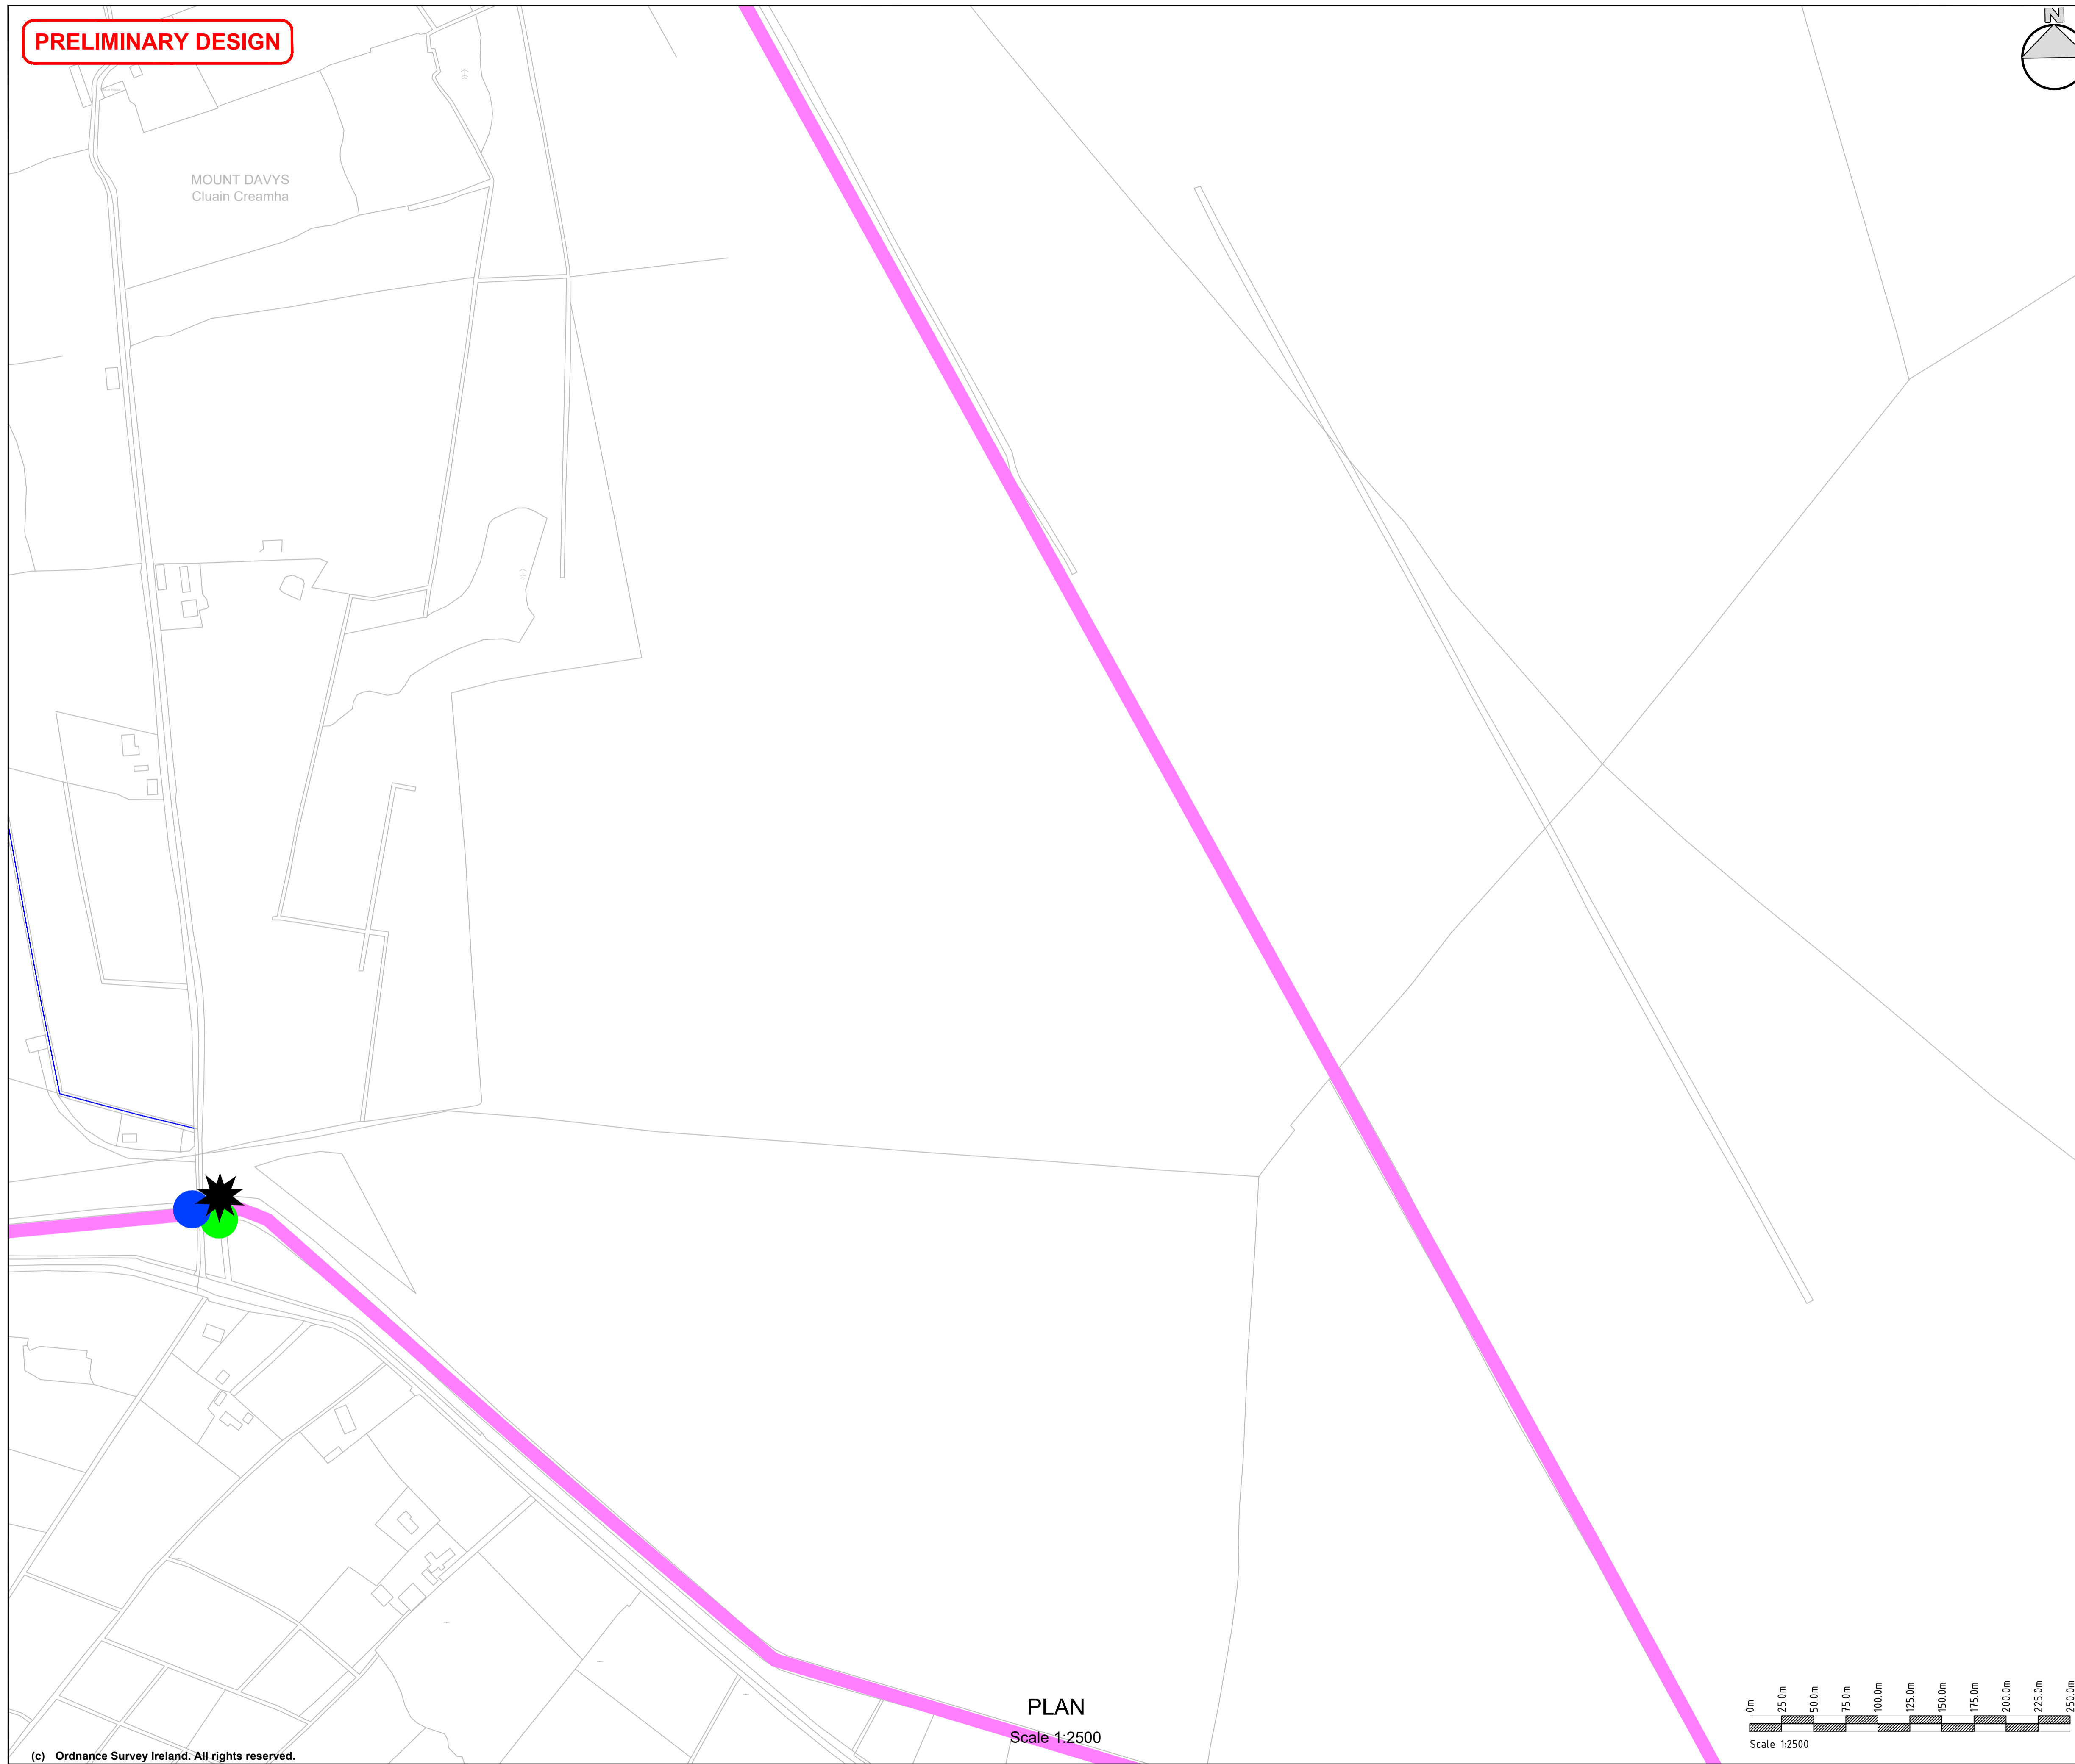 PRELIMINARY DESIGN
N
MOUNT DAVYS
Cluain Creamha
PLAN
Scale 1:2500
0m
25.0m
50.0m
75.0m
100.0m
125.0m
150.0m
175.0m
200.0m
225.0m
250.0m
Scale 1:2500
(c) Ordnance Survey Ireland. All rights reserved.